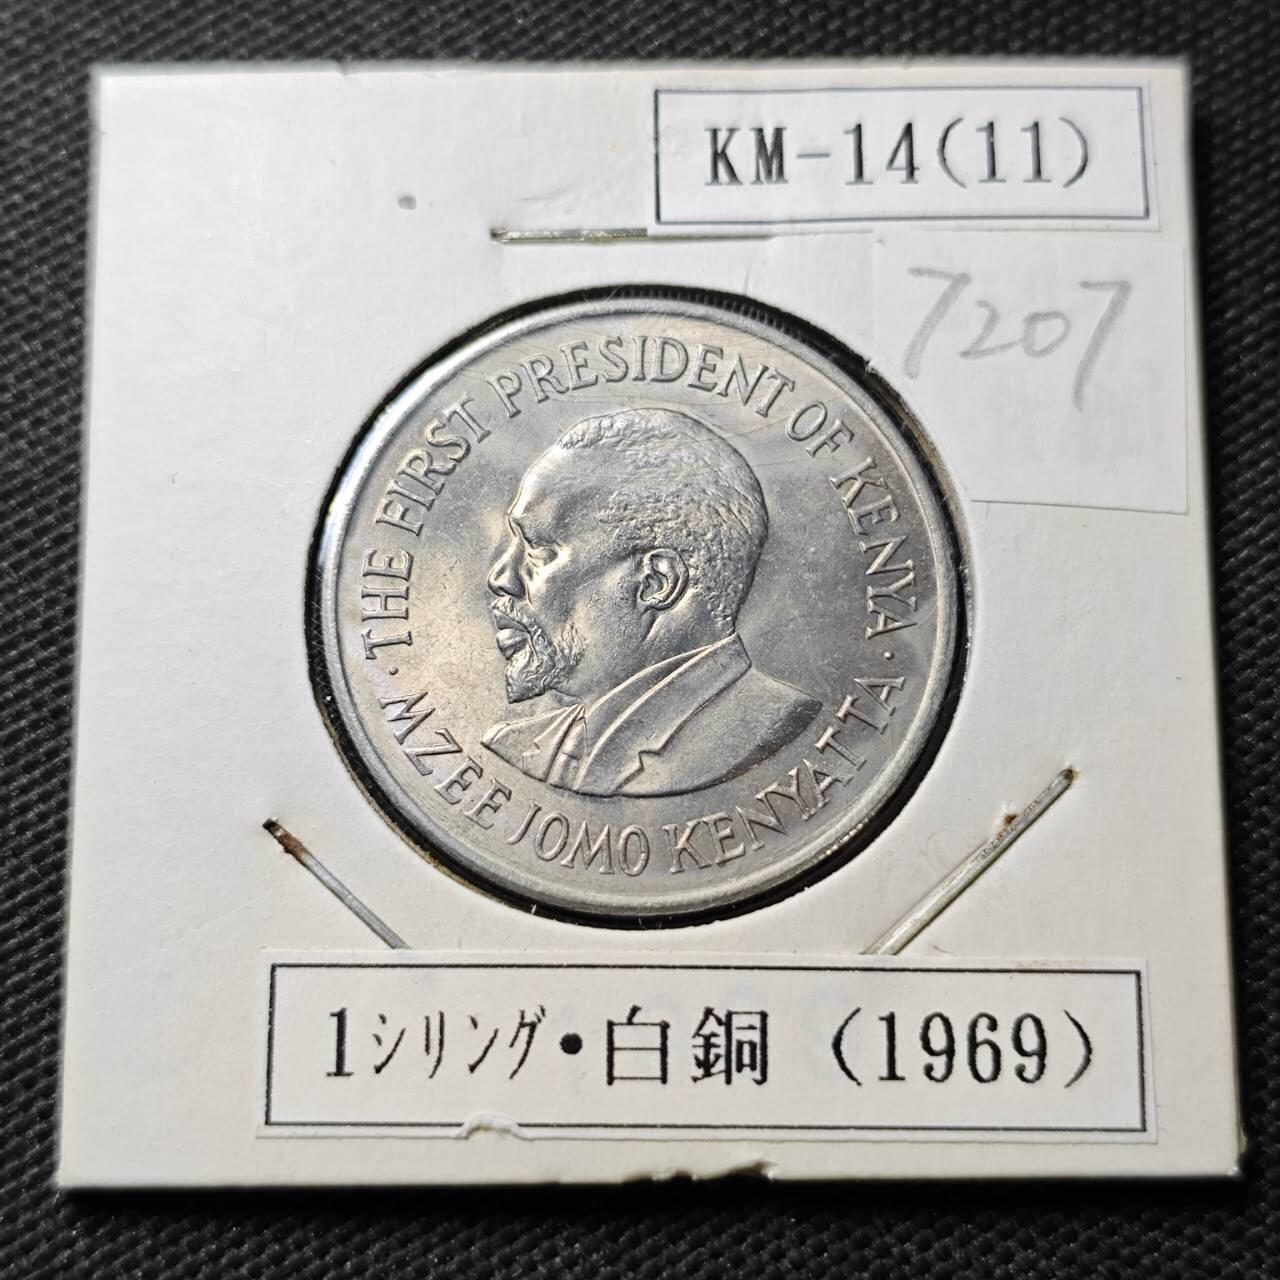 KM-14(11)
7207
· THE FIRST PRESIDENT OF KENYA ·
MZEE JOMO KENYATTA
1ｼﾘﾝｸﾞ・白銅 (1969)